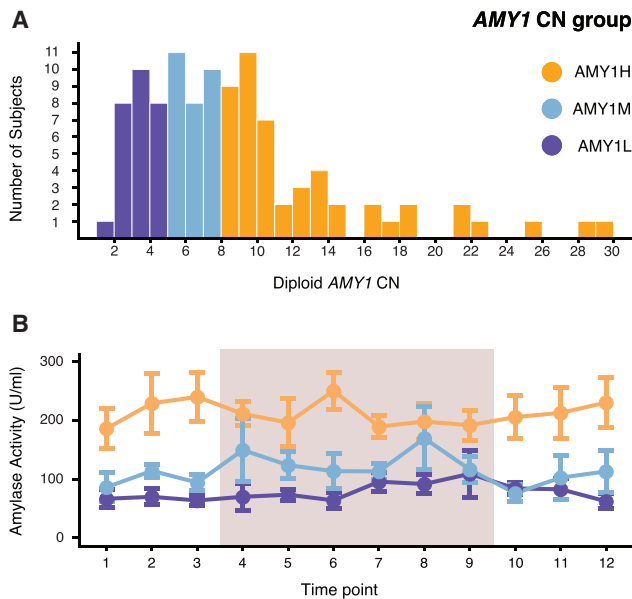 A
AMY1 CN group
AMY1H
AMY1M
AMY1L
Number of Subjects
11
10
9
8
7
6
5
4
3
2
1
2 4 6 8 10 12 14 16 18 20 22 24 26 28 30
Diploid AMY1 CN
B
Amylase Activity (U/ml)
300
200
100
0
1 2 3 4 5 6 7 8 9 10 11 12
Time point